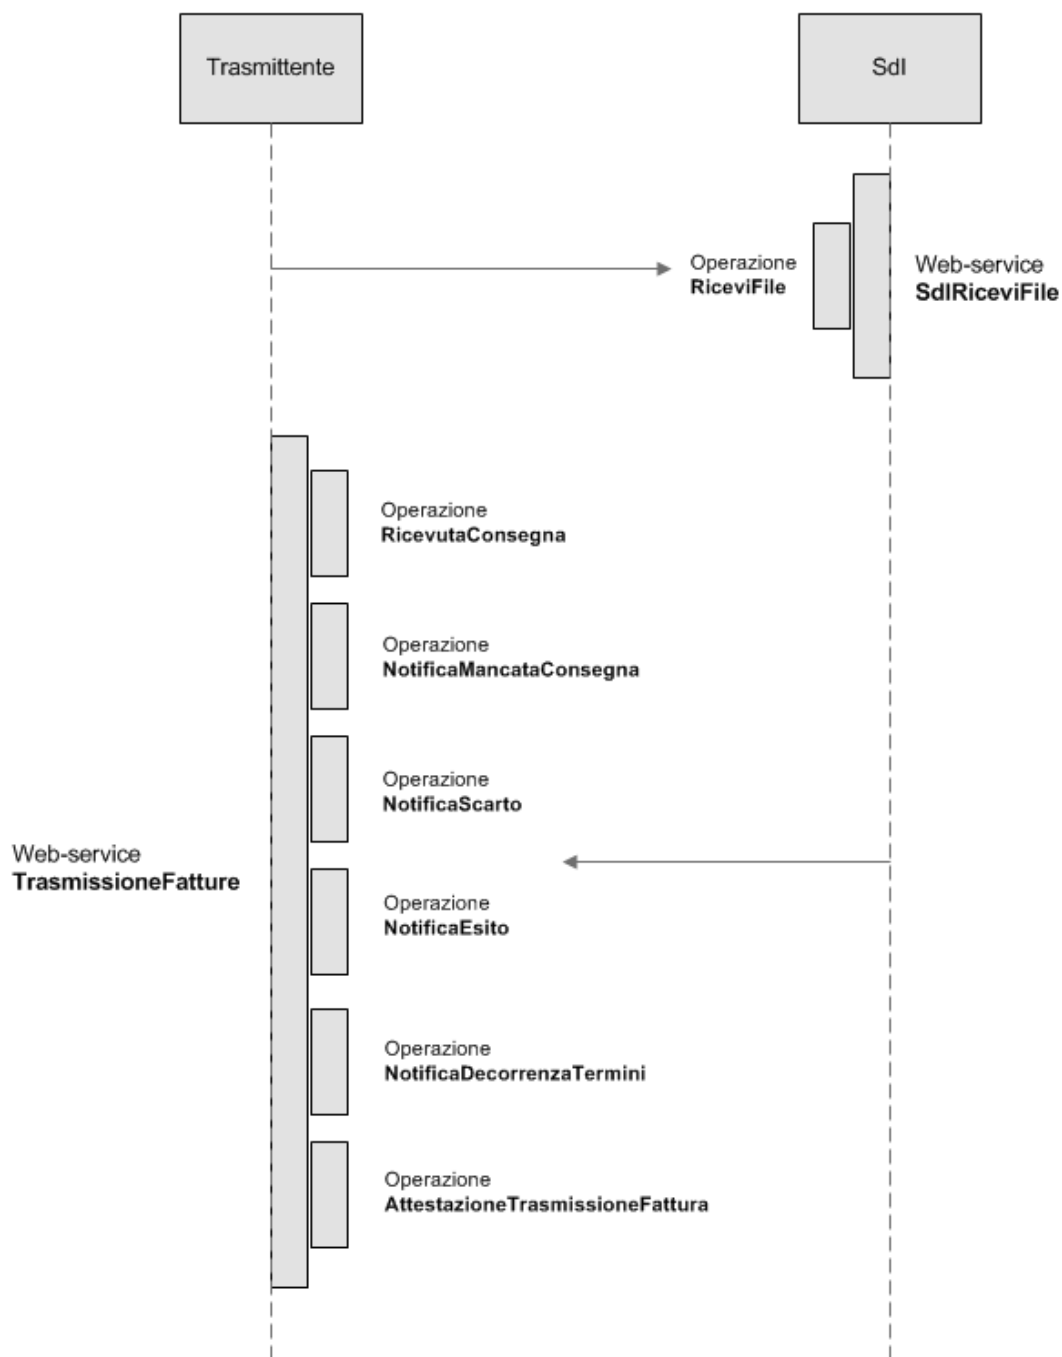 Trasmittente
SdI
Operazione
RiceviFile
Web-service
SdIRiceviFile
Operazione
RicevutaConsegna
Operazione
NotificaMancataConsegna
Operazione
NotificaScarto
Web-service
TrasmissioneFatture
Operazione
NotificaEsito
Operazione
NotificaDecorrenzaTermini
Operazione
AttestazioneTrasmissioneFattura